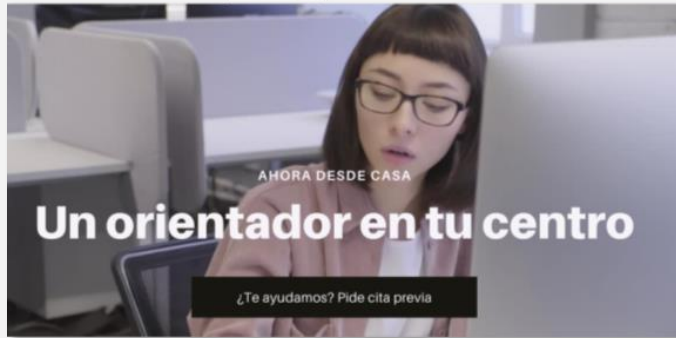 AHORA DESDE CASA
Un orientador en tu centro
¿Te ayudamos? Pide cita previa